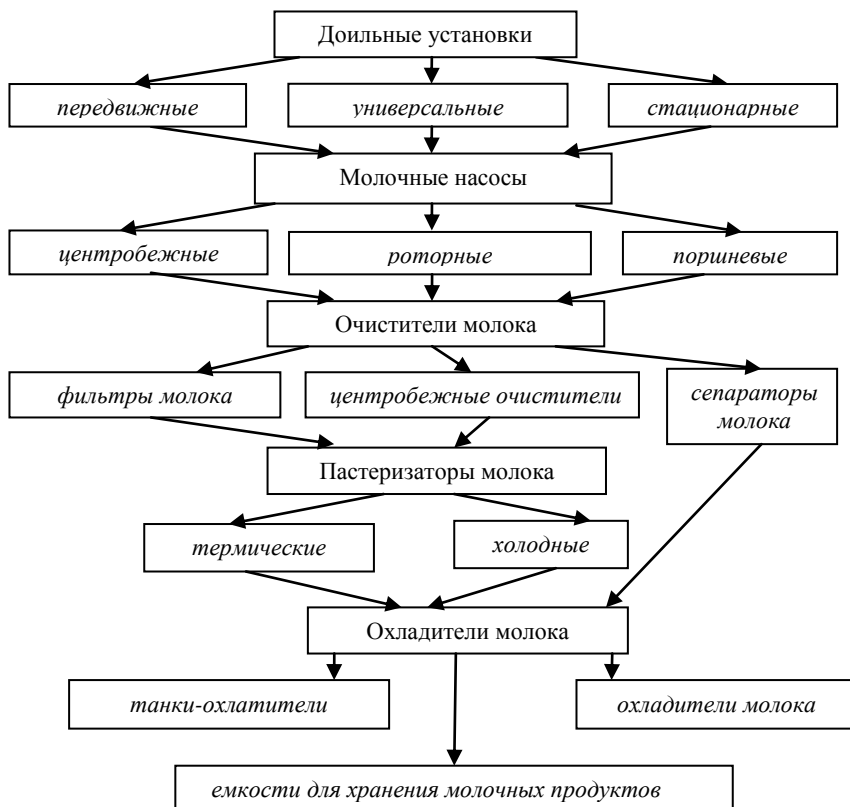 Доильные установки
передвижные
универсальные
стационарные
Молочные насосы
центробежные
роторные
поршневые
Очистители молока
фильтры молока
центробежные очистители
сепараторы
молока
Пастеризаторы молока
термические
холодные
Охладители молока
танки-охлатители
охладители молока
емкости для хранения молочных продуктов